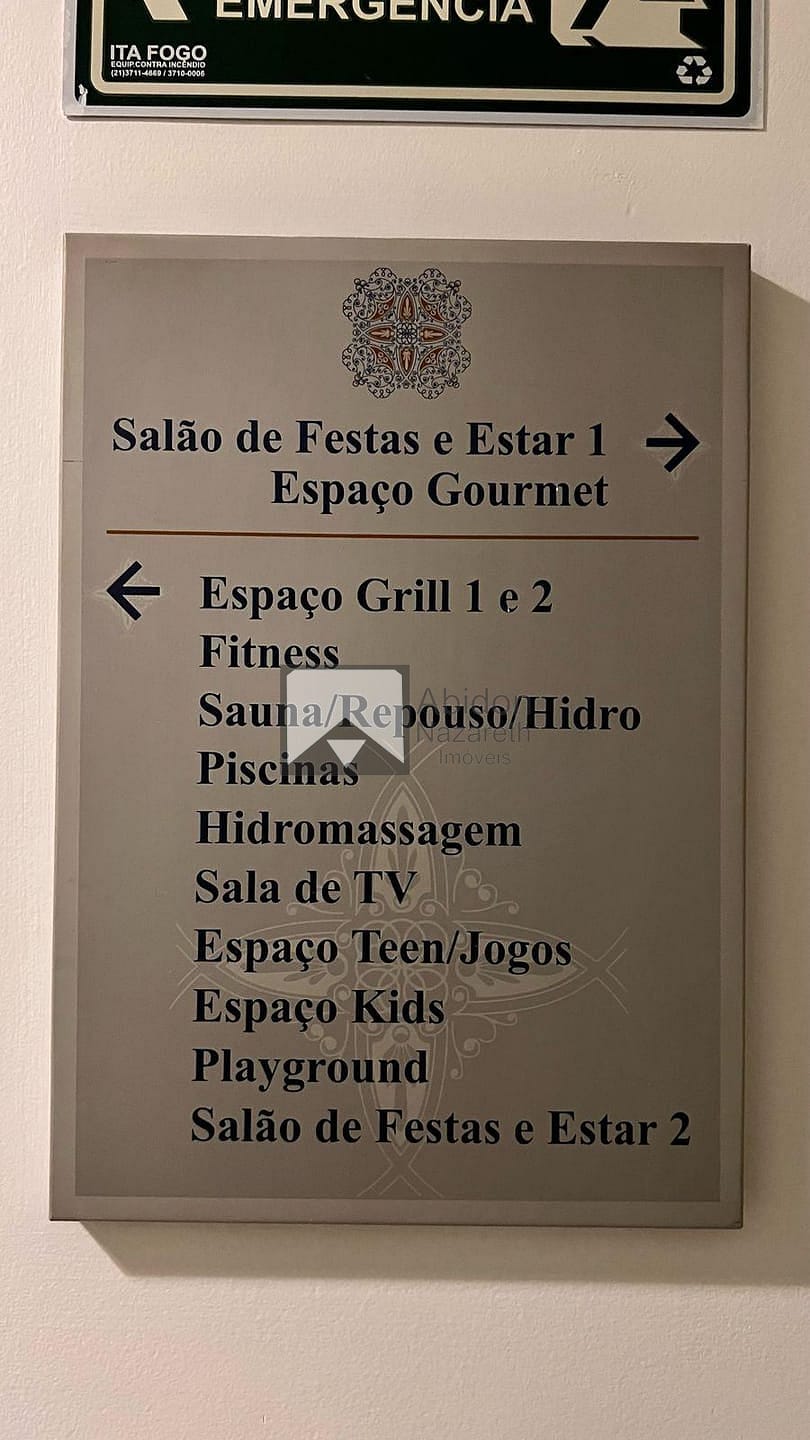 EMERGÊNCIA
ITA FOGO
EQUIP.CONTRA INCÊNDIO
(21)3711-4669 / 3710-0006
Salão de Festas e Estar 1
Espaço Gourmet
Espaço Grill 1 e 2
Fitness
Sauna/Repouso/Hidro
Abidon
Nazareth
Imóveis
Piscinas
Hidromassagem
Sala de TV
Espaço Teen/Jogos
Espaço Kids
Playground
Salão de Festas e Estar 2